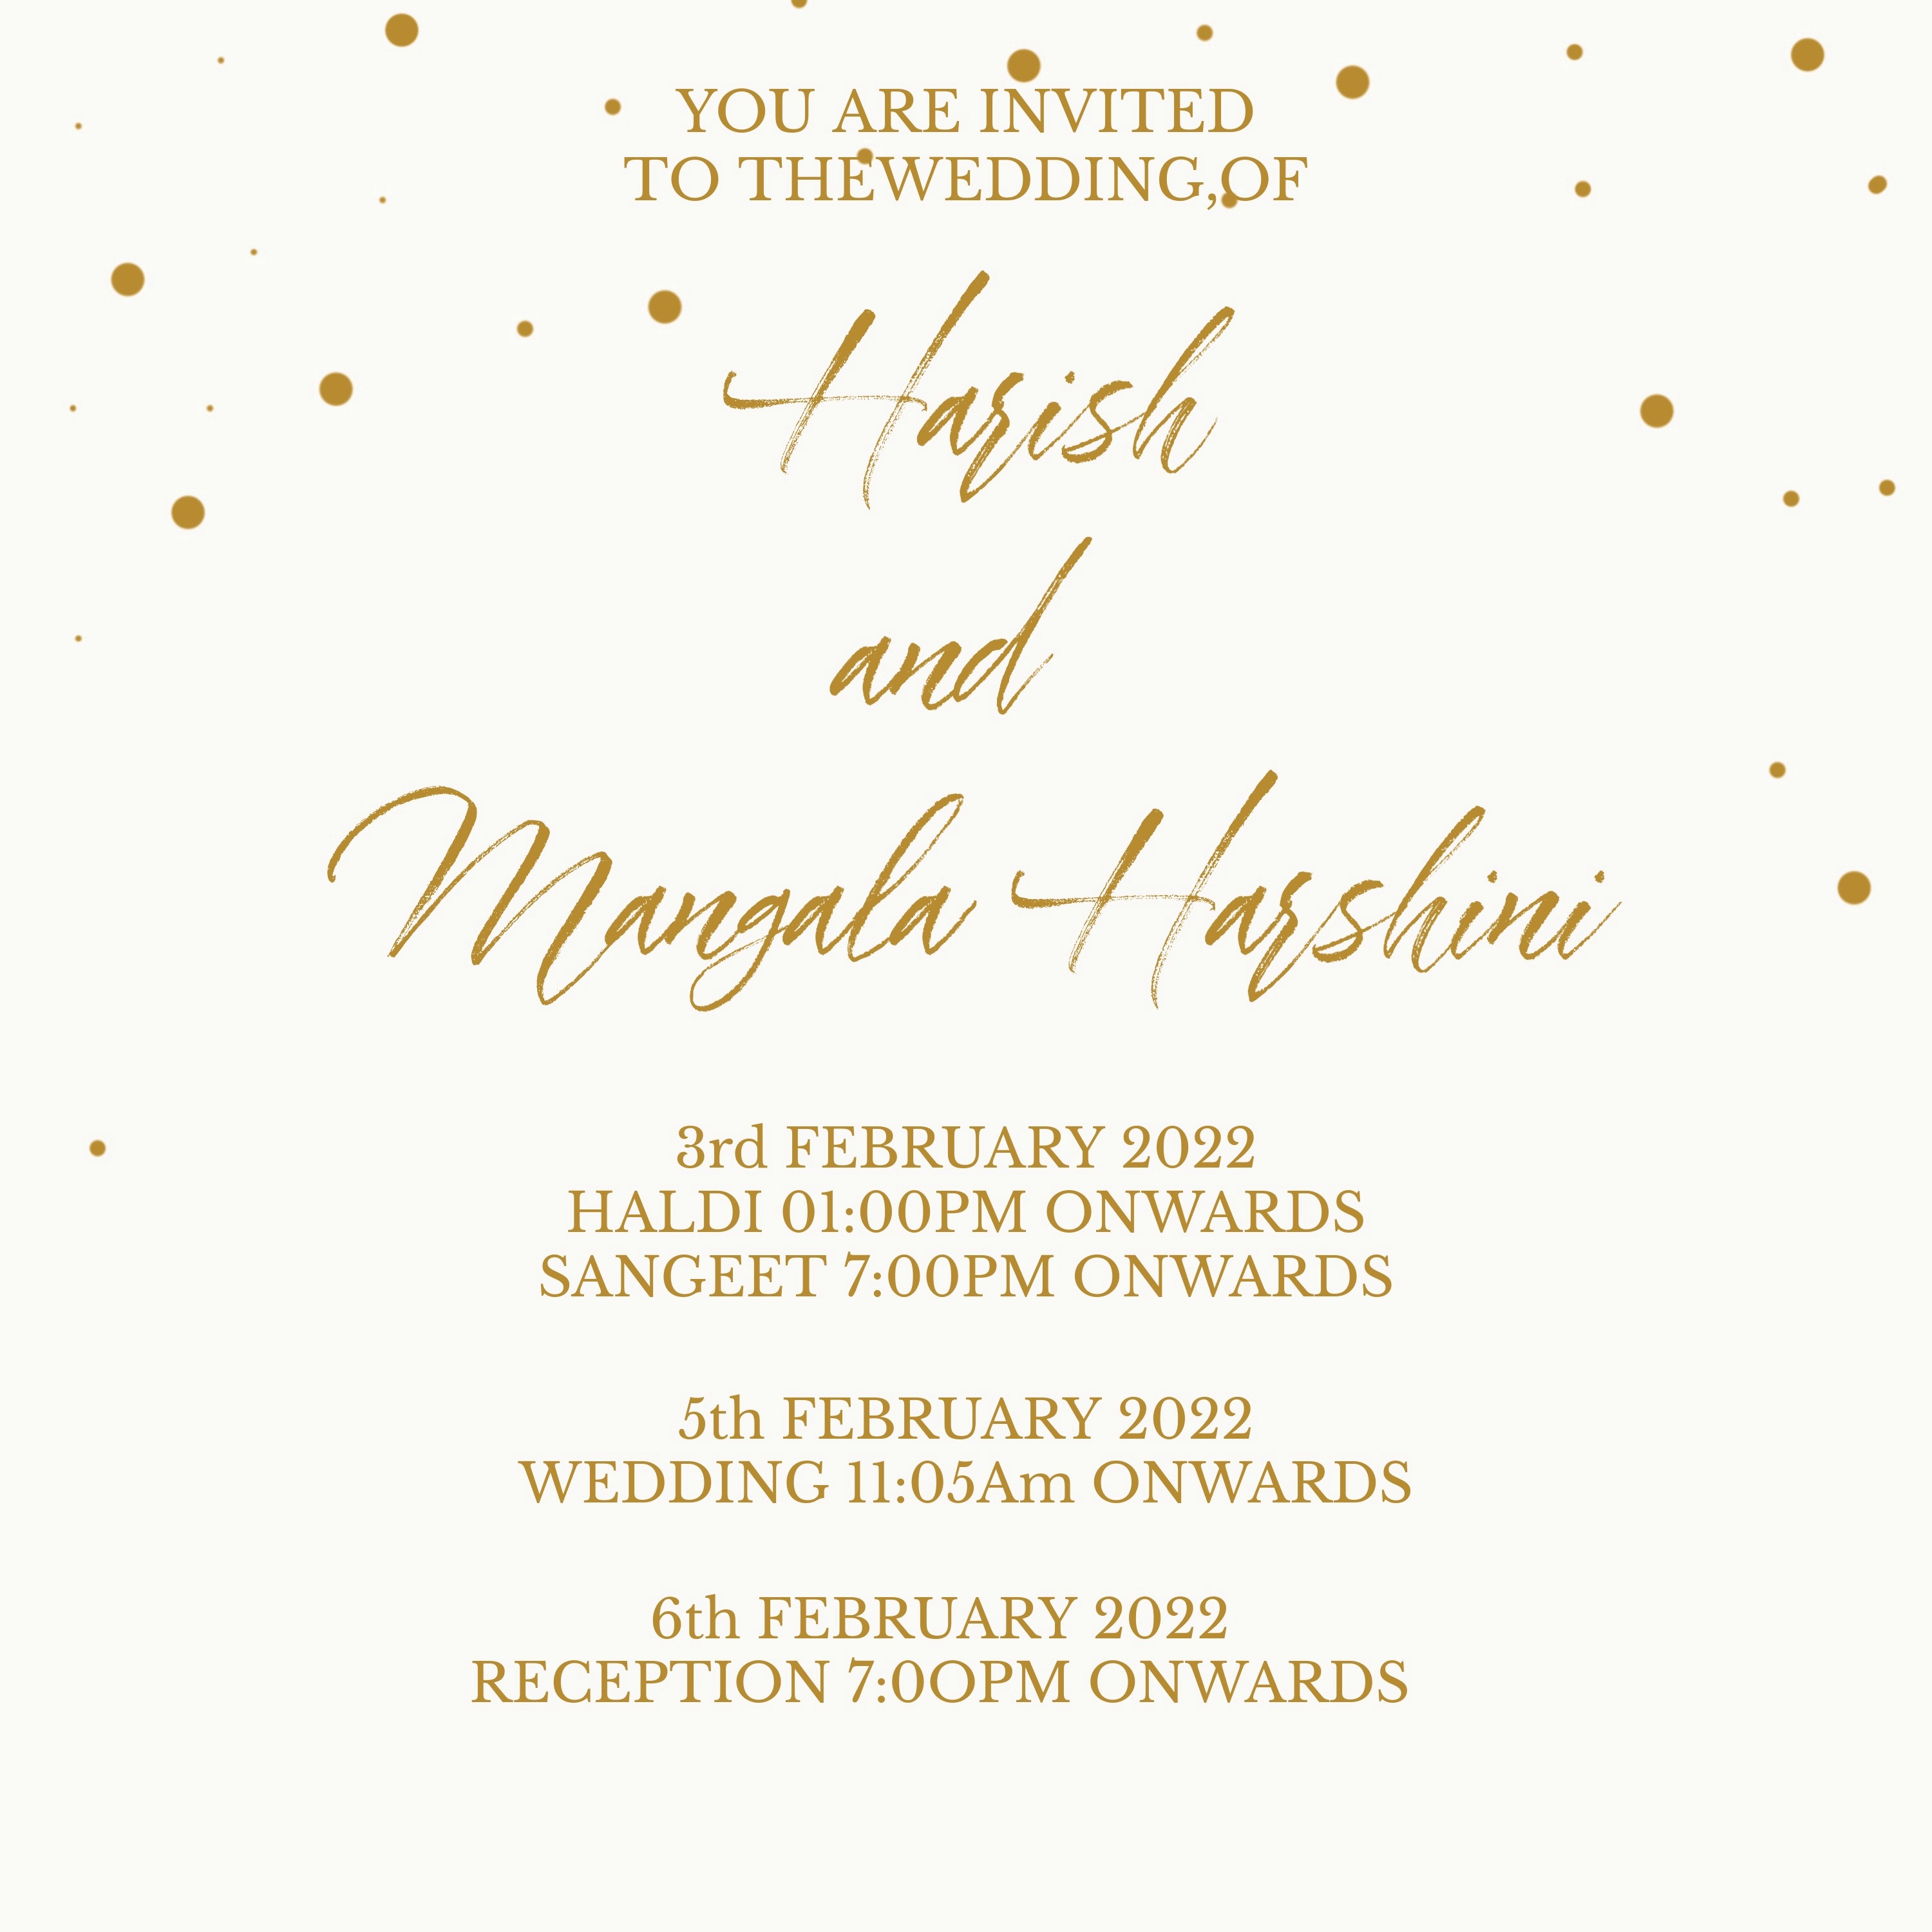 YOU ARE INVITED
TO THEWEDDING,OF
Harish
and
Mangala Harshini
3rd FEBRUARY 2022
HALDI 01:00PM ONWARDS
SANGEET 7:00PM ONWARDS
5th FEBRUARY 2022
WEDDING 11:05Am ONWARDS
6th FEBRUARY 2022
RECEPTION 7:0OPM ONWARDS